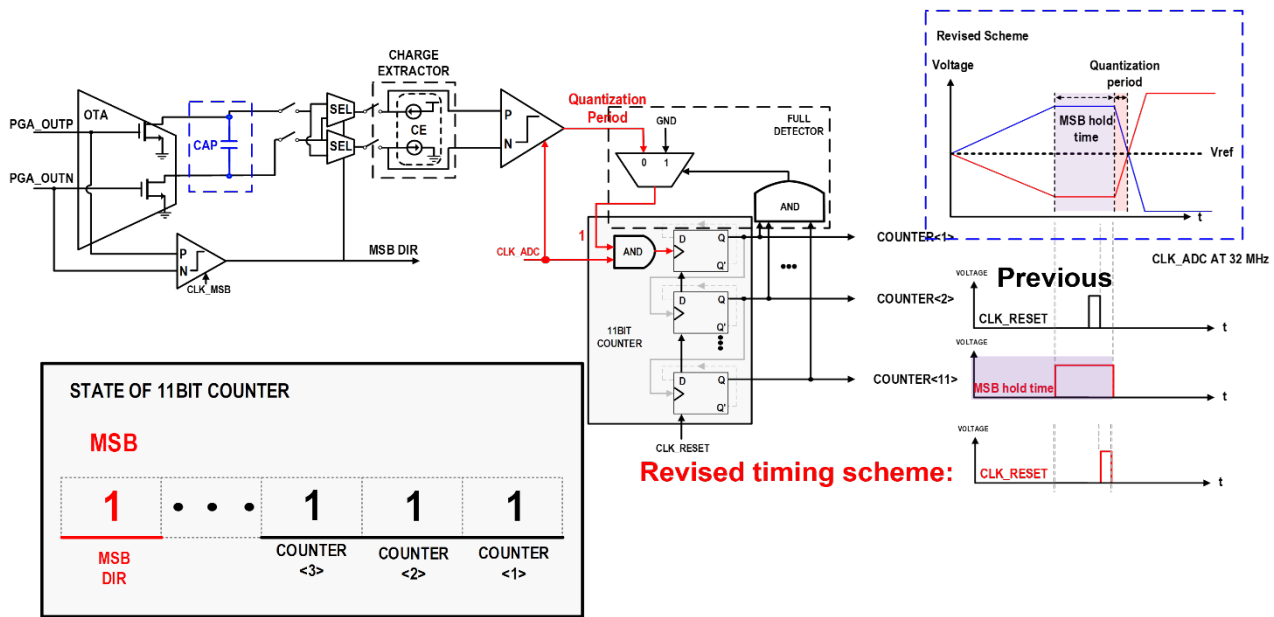 CHARGE
EXTRACTOR
OTA
PGA_OUTP
PGA_OUTN
CAP
SEL
SEL
CE
P
N
Quantization
Period
GND
FULL
DETECTOR
0 1
AND
P
N
CLK_MSB
MSB DIR
CLK_ADC
1
AND
D Q
Q'
D Q
Q'
D Q
Q'
11BIT
COUNTER
CLK_RESET
COUNTER<1>
COUNTER<2>
COUNTER<11>
Revised Scheme
Voltage
Quantization
period
MSB hold
time
Vref
t
CLK_ADC AT 32 MHz
Previous
VOLTAGE
CLK_RESET
t
VOLTAGE
MSB hold time
t
Revised timing scheme:
VOLTAGE
CLK_RESET
t
STATE OF 11BIT COUNTER
MSB
1 • • • 1 1 1
MSB
DIR
COUNTER
<3>
COUNTER
<2>
COUNTER
<1>